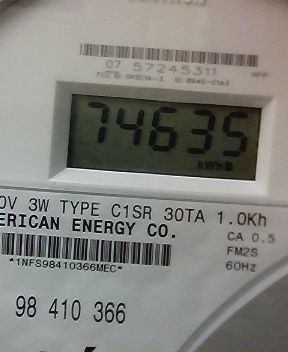 07 57245311
HPP
74635
kWh
0V 3W TYPE C1SR 30TA 1.0Kh
ERICAN ENERGY CO.
CA 0.5
FM2S
60Hz
*1NFS98410366MEC*
98 410 366